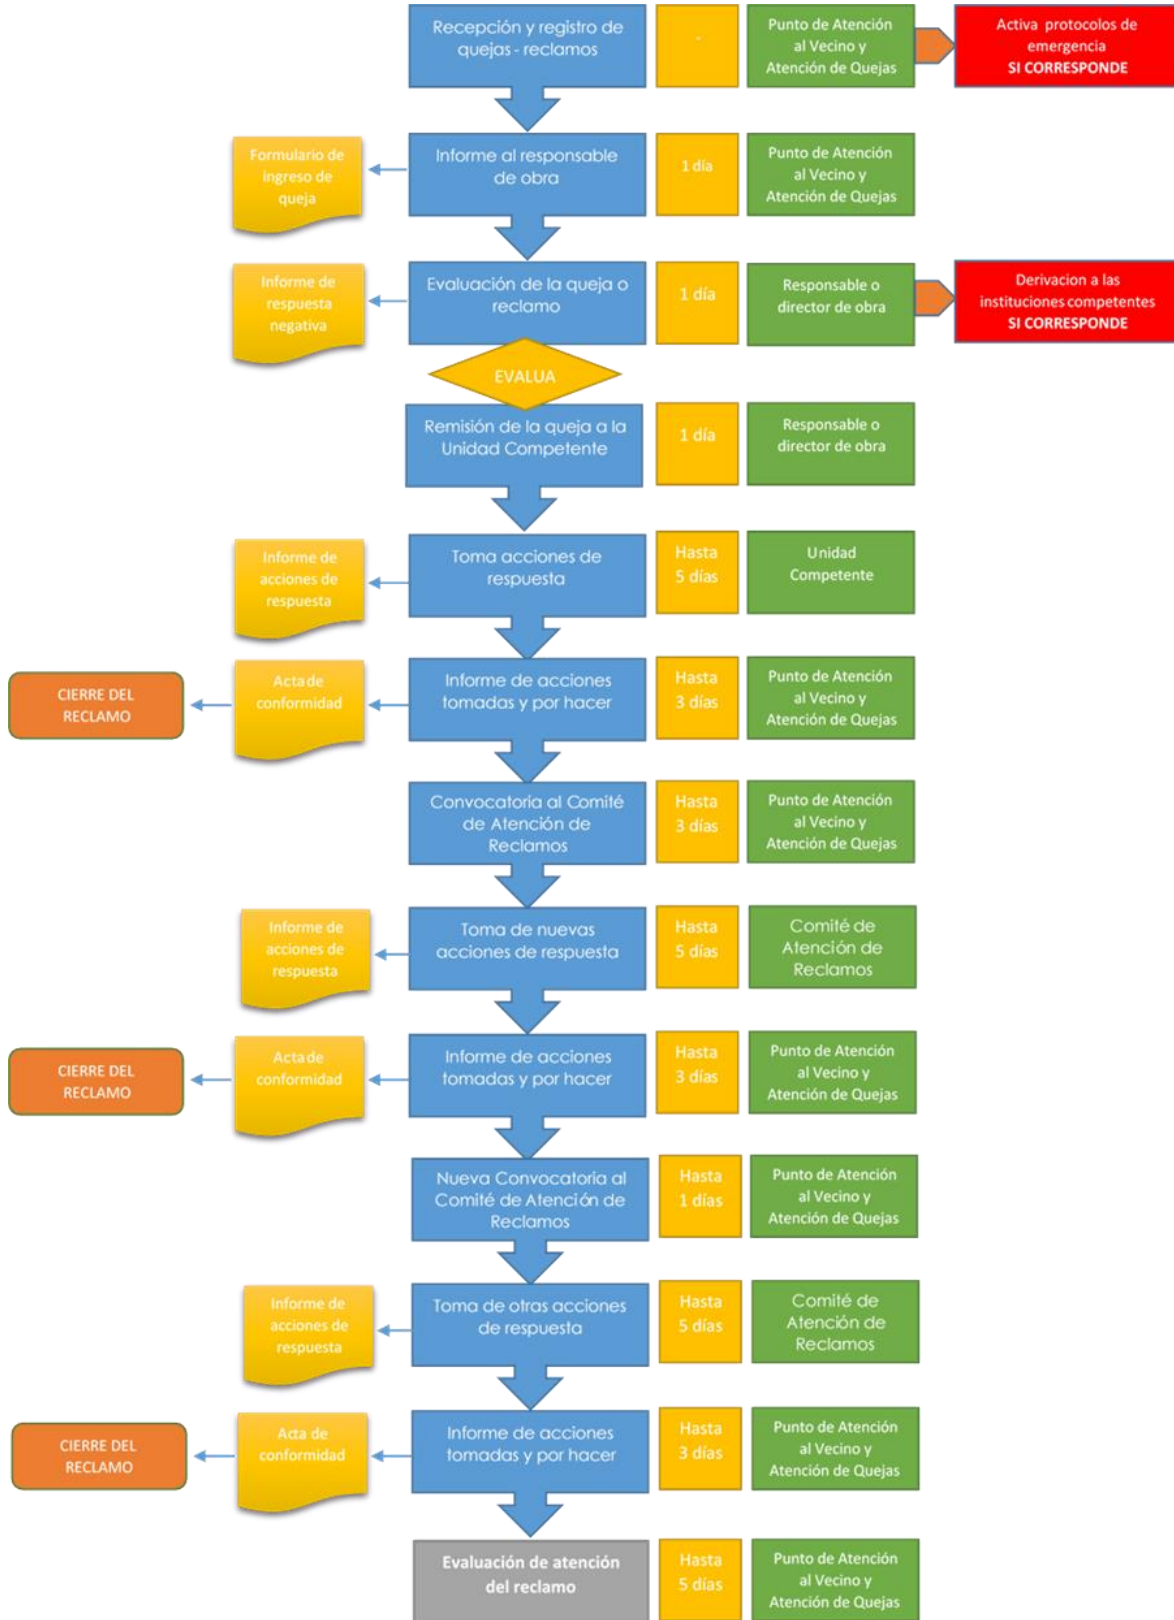 Recepción y registro de
quejas - reclamos
-
Punto de Atención
al Vecino y
Atención de Quejas
Activa protocolos de
emergencia
SI CORRESPONDE
Formulario de
ingreso de
queja
Informe al responsable
de obra
1 día
Punto de Atención
al Vecino y
Atención de Quejas
Informe de
respuesta
negativa
Evaluación de la queja o
reclamo
1 día
Responsable o
director de obra
Derivacion a las
instituciones competentes
SI CORRESPONDE
EVALUA
Remisión de la queja a la
Unidad Competente
1 día
Responsable o
director de obra
Informe de
acciones de
respuesta
Toma acciones de
respuesta
Hasta
5 días
Unidad
Competente
CIERRE DEL
RECLAMO
Acta de
conformidad
Informe de acciones
tomadas y por hacer
Hasta
3 días
Punto de Atención
al Vecino y
Atención de Quejas
Convocatoria al Comité
de Atención de
Reclamos
Hasta
3 días
Punto de Atención
al Vecino y
Atención de Quejas
Informe de
acciones de
respuesta
Toma de nuevas
acciones de respuesta
Hasta
5 días
Comité de
Atención de
Reclamos
CIERRE DEL
RECLAMO
Acta de
conformidad
Informe de acciones
tomadas y por hacer
Hasta
3 días
Punto de Atención
al Vecino y
Atención de Quejas
Nueva Convocatoria al
Comité de Atención de
Reclamos
Hasta
1 días
Punto de Atención
al Vecino y
Atención de Quejas
Informe de
acciones de
respuesta
Toma de otras acciones
de respuesta
Hasta
5 días
Comité de
Atención de
Reclamos
CIERRE DEL
RECLAMO
Acta de
conformidad
Informe de acciones
tomadas y por hacer
Hasta
3 días
Punto de Atención
al Vecino y
Atención de Quejas
Evaluación de atención
del reclamo
Hasta
5 días
Punto de Atención
al Vecino y
Atención de Quejas